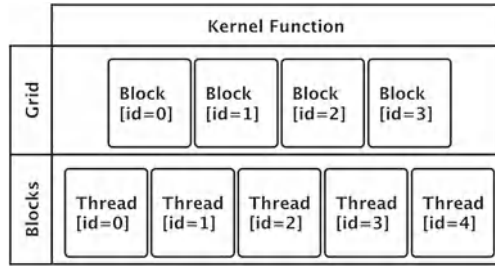 Kernel Function
Grid
Block Block Block Block
[id=0] [id=1] [id=2] [id=3]
Blocks
Thread Thread Thread Thread Thread
[id=0] [id=1] [id=2] [id=3] [id=4]